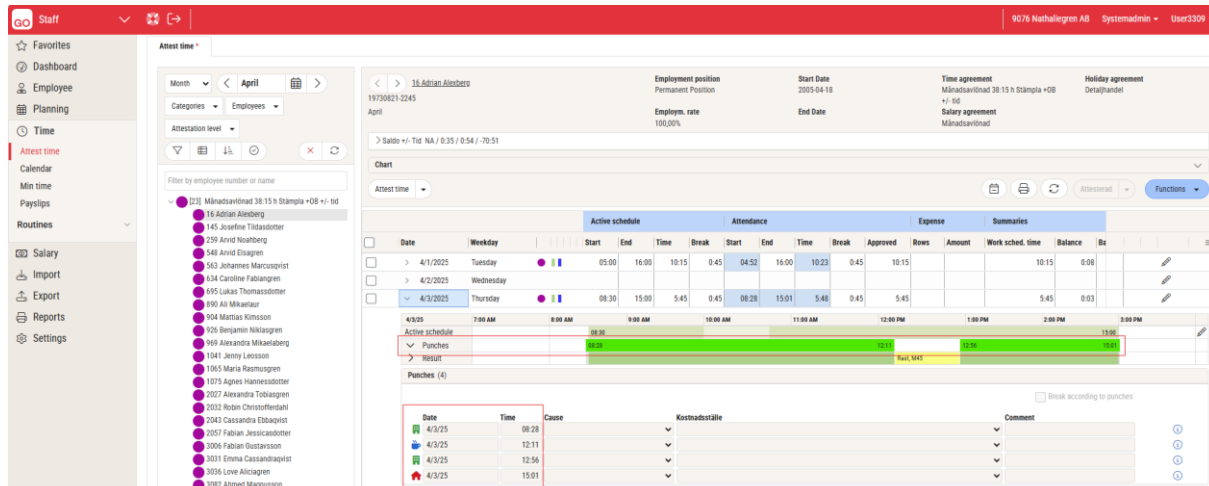 GO Staff 9076 Nathaliegren AB Systemadmin User3309
Favorites
Dashboard
Employee
Planning
Time
Attest time
Calendar
Min time
Payslips
Routines
Salary
Import
Export
Reports
Settings
Attest time *
Month April
Categories Employees
Attestation level
Filter by employee number or name
[23] Månadsavlönad 38:15 h Stämpla +OB +/- tid
16 Adrian Alexberg
145 Josefine Tildasdotter
259 Arvid Noahberg
548 Arvid Elsagren
563 Johannes Marcusqvist
634 Caroline Fabiangren
695 Lukas Thomassdotter
890 Ali Mikaelaur
904 Mattias Kimsson
926 Benjamin Niklasgren
969 Alexandra Mikaelaberg
1041 Jenny Leosson
1065 Maria Rasmusgren
1075 Agnes Hannessdotter
2027 Alexandra Tobiasgren
2032 Robin Christofferdahl
2043 Cassandra Ebbaqvist
2057 Fabian Jessicasdotter
3006 Fabian Gustavsson
3031 Emma Cassandraqvist
3036 Love Aliciagren
3082 Ahmed Magnusson
16 Adrian Alexberg
19730821-2245
April
Employment position
Permanent Position
Employm. rate
100,00%
Start Date
2005-04-18
End Date
Time agreement
Månadsavlönad 38:15 h Stämpla +OB
+/- tid
Salary agreement
Månadsavlönad
Holiday agreement
Detaljhandel
Saldo +/- Tid NA / 0:35 / 0:54 / -70:51
Chart
Attest time Attesterad Functions
Active schedule Attendance Expense Summaries
Date Weekday Start End Time Break Start End Time Break Approved Rows Amount Work sched. time Balance Ba
4/1/2025 Tuesday 05:00 16:00 10:15 0:45 04:52 16:00 10:23 0:45 10:15 10:15 0:08
4/2/2025 Wednesday
4/3/2025 Thursday 08:30 15:00 5:45 0:45 08:28 15:01 5:48 0:45 5:45 5:45 0:03
4/3/25 7:00 AM 8:00 AM 9:00 AM 10:00 AM 11:00 AM 12:00 PM 1:00 PM 2:00 PM 3:00 PM
Active schedule 08:30 15:00
Punches 08:28 12:11 12:56 15:01
Result Rast, M45
Punches (4)
Break according to punches
Date Time Cause Kostnadsställe Comment
4/3/25 08:28
4/3/25 12:11
4/3/25 12:56
4/3/25 15:01